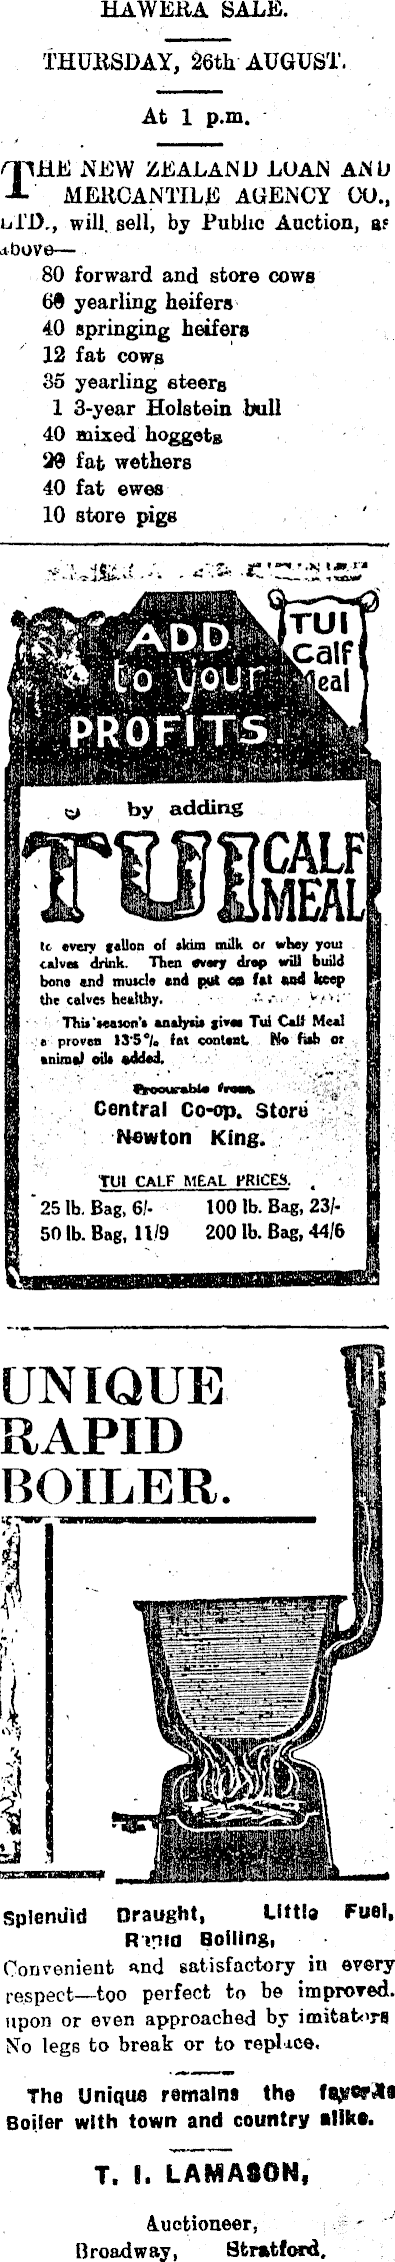 HAWERA SALE.
THURSDAY, 26th AUGUST.
At 1 p.m.
THE NEW ZEALAND LOAN AND
MERCANTILE AGENCY CO.,
LTD., will sell, by Public Auction, as
above—
80 forward and store cows
60 yearling heifers
40 springing heifers
12 fat cows
35 yearling steers
1 3-year Holstein bull
40 mixed hoggets
20 fat wethers
40 fat ewes
10 store pigs
ADD
to your
PROFITS
TUI
Calf
Meal
by adding
TUI CALF
MEAL
to every gallon of skim milk or whey your
calves drink. Then every drop will build
bone and muscle and put on fat and keep
the calves healthy.
This season's analysis gives Tui Calf Meal
a proven 13·5°/o fat content. No fish or
animal oils added.
Procurable from
Central Co-op. Store
Newton King.
TUI CALF MEAL PRICES.
25 lb. Bag, 6/- 100 lb. Bag, 23/-
50 lb. Bag, 11/9 200 lb. Bag, 44/6
UNIQUE
RAPID
BOILER.
Splendid Draught, Little Fuel,
Rapid Boiling,
Convenient and satisfactory in every
respect—too perfect to be improved.
upon or even approached by imitators
No legs to break or to replace.
The Unique remains the favorite
Boiler with town and country alike.
T. I. LAMASON,
Auctioneer,
Broadway, Stratford.